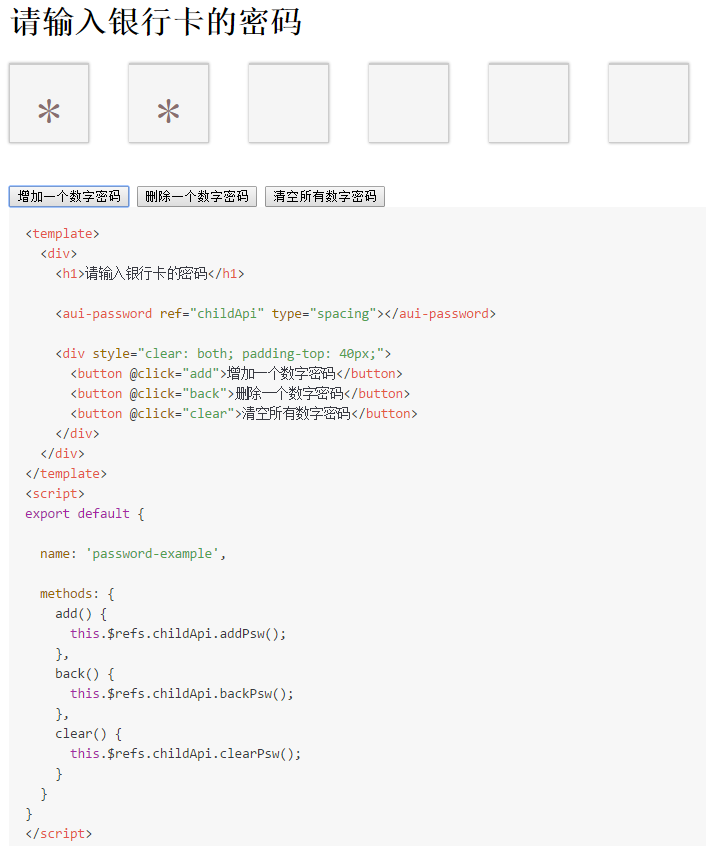 请输入银行卡的密码
* *
增加一个数字密码 删除一个数字密码 清空所有数字密码
<template>
  <div>
    <h1>请输入银行卡的密码</h1>

    <aui-password ref="childApi" type="spacing"></aui-password>

    <div style="clear: both; padding-top: 40px;">
      <button @click="add">增加一个数字密码</button>
      <button @click="back">删除一个数字密码</button>
      <button @click="clear">清空所有数字密码</button>
    </div>
  </div>
</template>
<script>
export default {

  name: 'password-example',

  methods: {
    add() {
      this.$refs.childApi.addPsw();
    },
    back() {
      this.$refs.childApi.backPsw();
    },
    clear() {
      this.$refs.childApi.clearPsw();
    }
  }
}
</script>